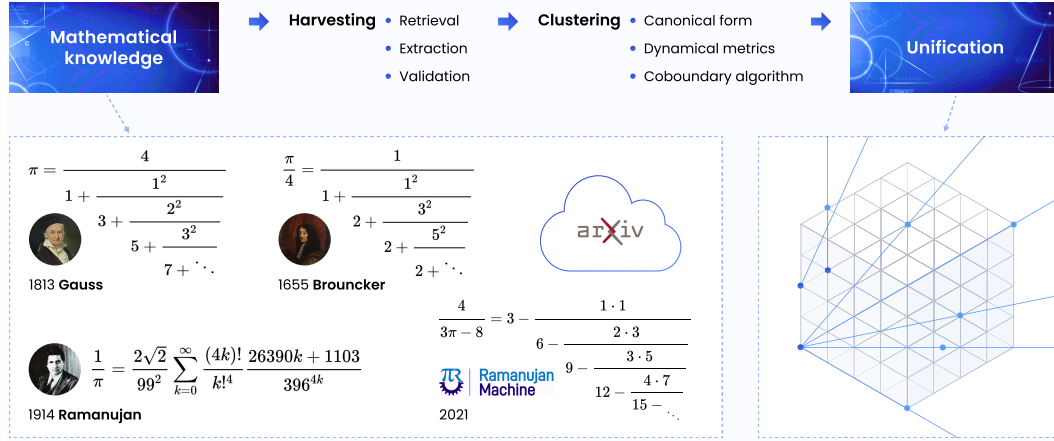 Mathematical
knowledge
Harvesting
• Retrieval
• Extraction
• Validation
Clustering
• Canonical form
• Dynamical metrics
• Coboundary algorithm
Unification
π = 4 / (1 + 1² / (3 + 2² / (5 + 3² / (7 + ⋱))))
1813 Gauss
π/4 = 1 / (1 + 1² / (2 + 3² / (2 + 5² / (2 + ⋱))))
1655 Brouncker
arXiv
1/π = 2√2 / 99² ∑_{k=0}^{∞} (4k)! / k!⁴ (26390k + 1103) / 396^{4k}
1914 Ramanujan
4 / (3π − 8) = 3 − 1 · 1 / (6 − 2 · 3 / (9 − 3 · 5 / (12 − 4 · 7 / (15 − ⋱))))
πR Ramanujan
Machine
2021